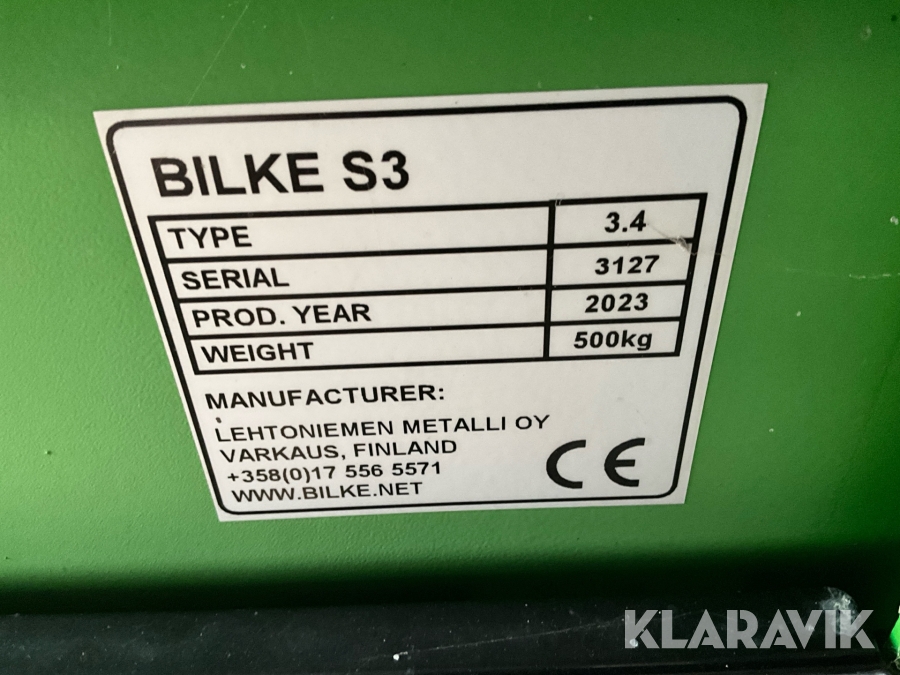 BILKE S3
TYPE 3.4
SERIAL 3127
PROD. YEAR 2023
WEIGHT 500kg
MANUFACTURER:
LEHTONIEMEN METALLI OY
VARKAUS, FINLAND
+358(0)17 556 5571
WWW.BILKE.NET
CE
KLARAVIK